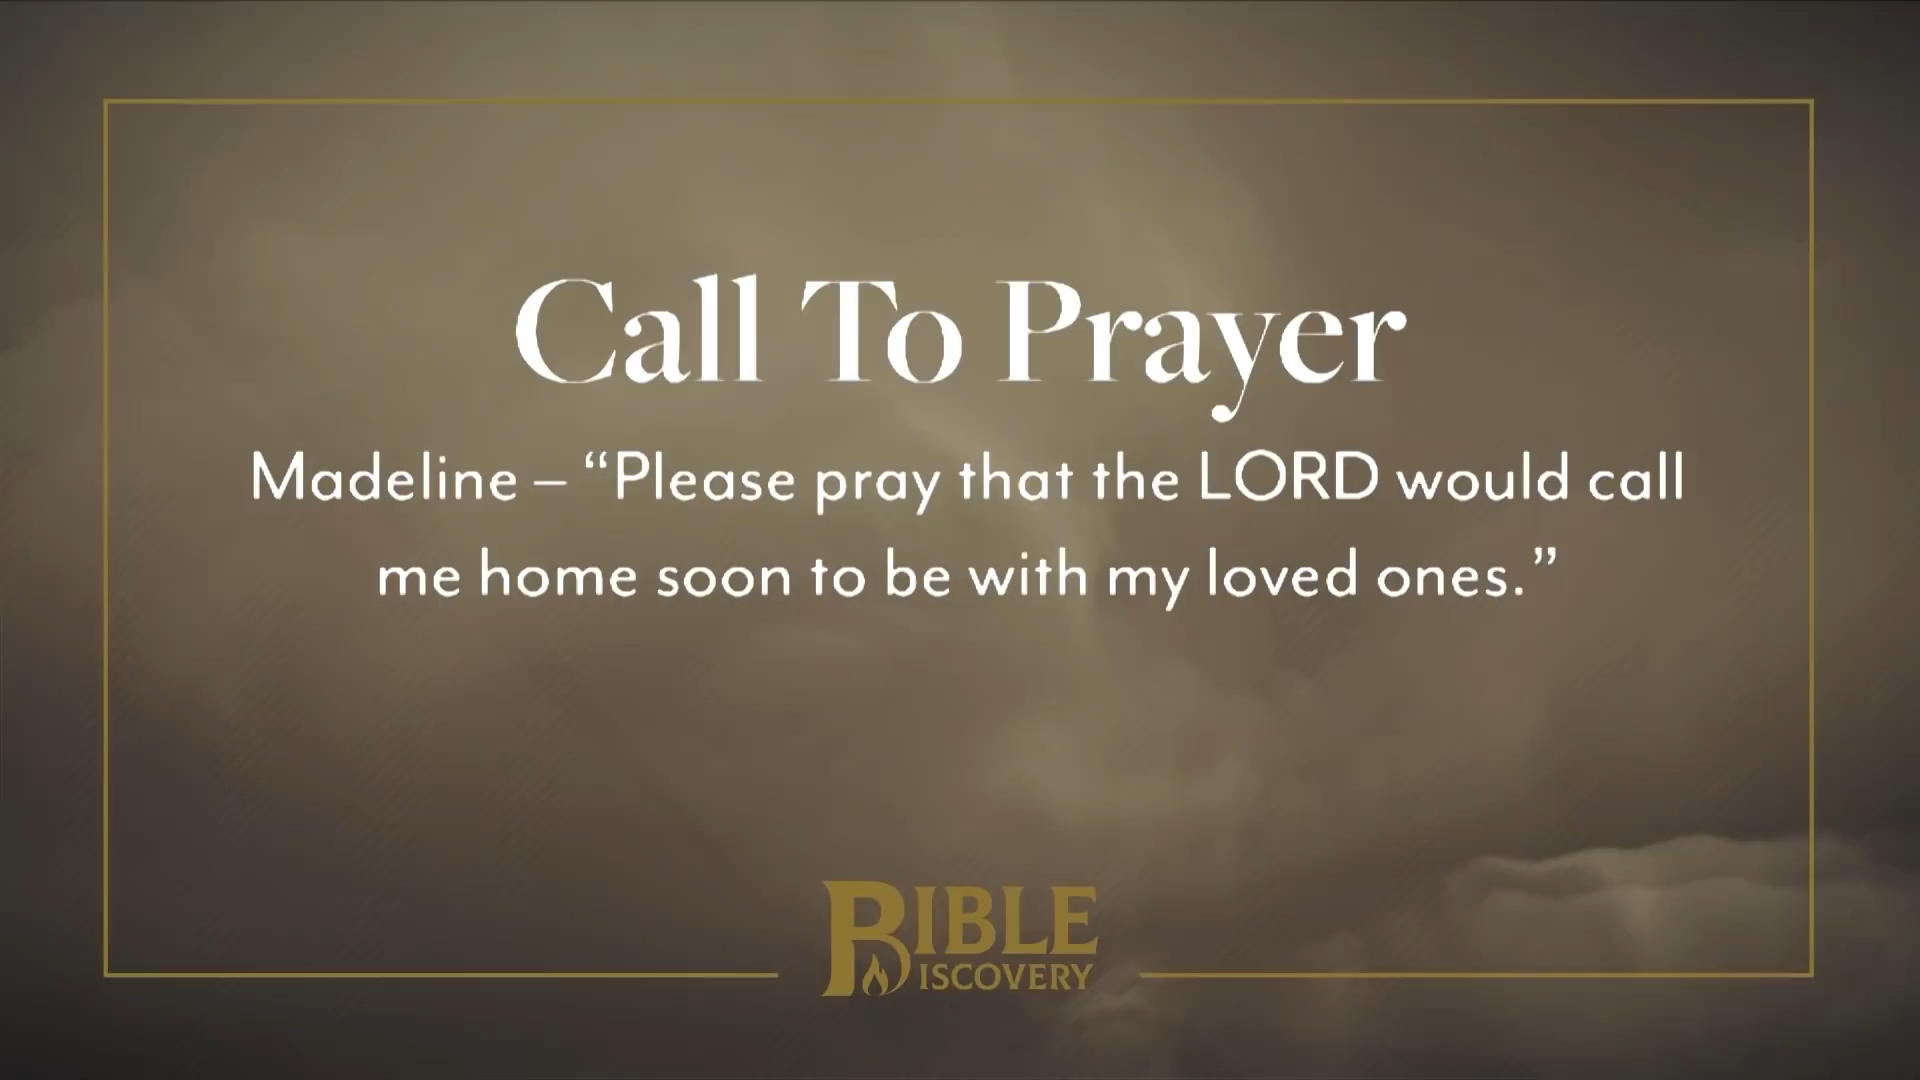 Call To Prayer
Madeline – “Please pray that the LORD would call
me home soon to be with my loved ones.”
BIBLE
DISCOVERY